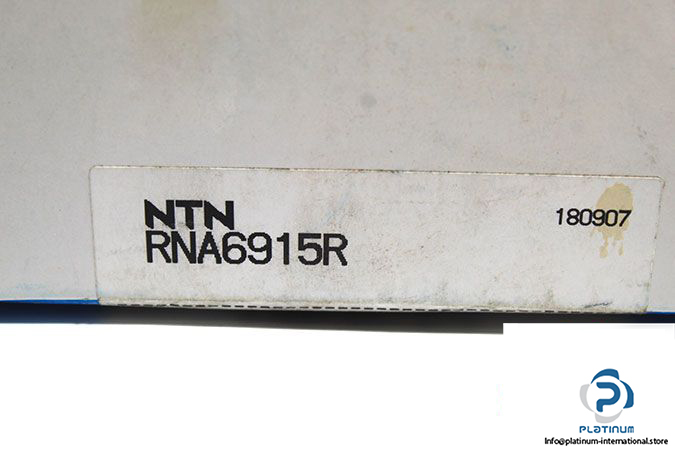 NTN
180907
RNA6915R
P
PLATINUM
Info@platinum-international.store